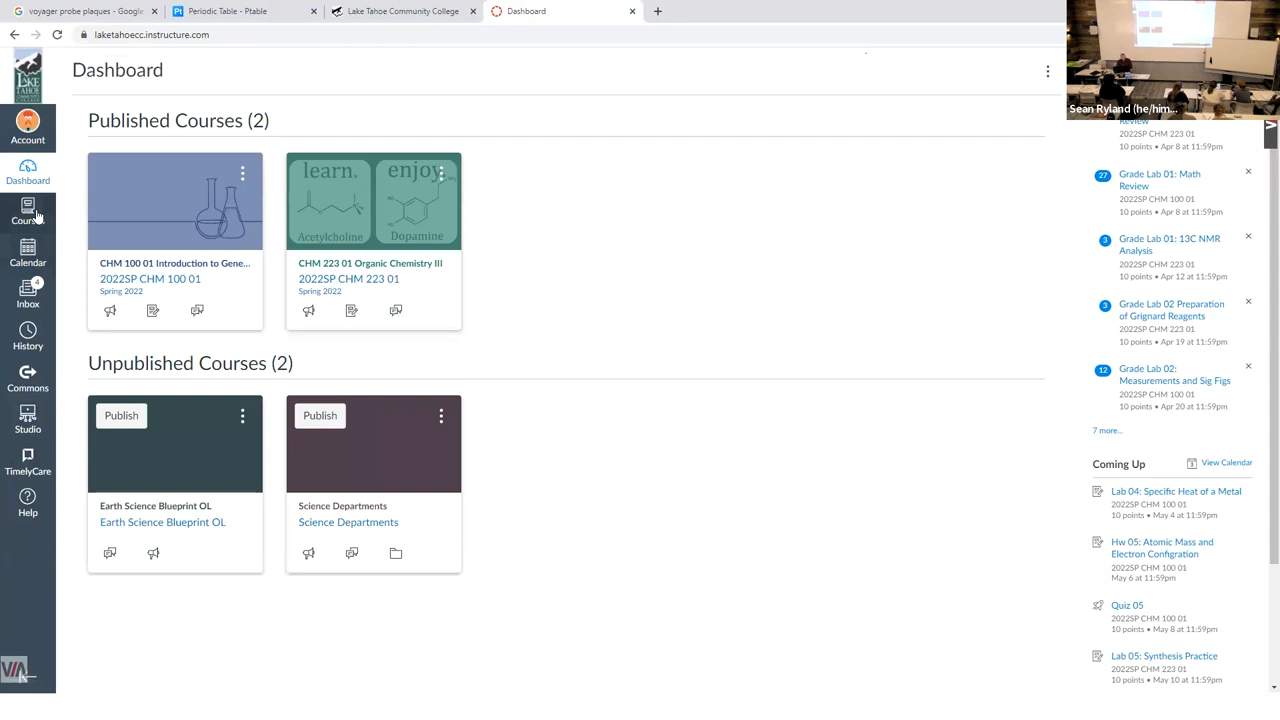 voyager probe plaques - Google
Periodic Table - Ptable
Lake Tahoe Community College
Dashboard
laketahoecc.instructure.com
LAKE TAHOE
Account
Dashboard
Courses
Calendar
4
Inbox
History
Commons
Studio
TimelyCare
Help
Dashboard
Published Courses (2)
CHM 100 01 Introduction to Gene...
2022SP CHM 100 01
Spring 2022
learn.
Acetylcholine
enjoy.
Dopamine
CHM 223 01 Organic Chemistry III
2022SP CHM 223 01
Spring 2022
Unpublished Courses (2)
Publish
Earth Science Blueprint OL
Earth Science Blueprint OL
Publish
Science Departments
Science Departments
Sean Ryland (he/him...
Review
2022SP CHM 223 01
10 points • Apr 8 at 11:59pm
27
Grade Lab 01: Math
Review
2022SP CHM 100 01
10 points • Apr 8 at 11:59pm
3
Grade Lab 01: 13C NMR
Analysis
2022SP CHM 223 01
10 points • Apr 12 at 11:59pm
3
Grade Lab 02 Preparation
of Grignard Reagents
2022SP CHM 223 01
10 points • Apr 19 at 11:59pm
12
Grade Lab 02:
Measurements and Sig Figs
2022SP CHM 100 01
10 points • Apr 20 at 11:59pm
7 more...
Coming Up
View Calendar
Lab 04: Specific Heat of a Metal
2022SP CHM 100 01
10 points • May 4 at 11:59pm
Hw 05: Atomic Mass and
Electron Configration
2022SP CHM 100 01
May 6 at 11:59pm
Quiz 05
2022SP CHM 100 01
10 points • May 8 at 11:59pm
Lab 05: Synthesis Practice
2022SP CHM 223 01
10 points • May 10 at 11:59pm